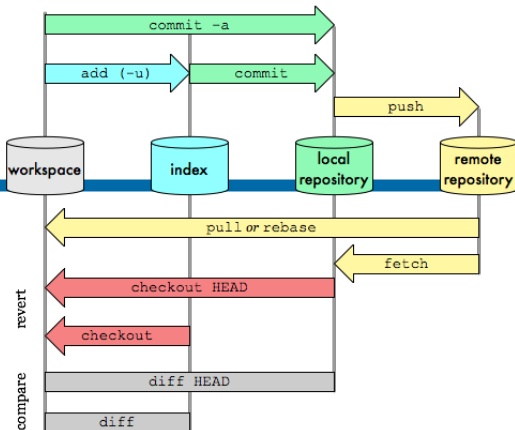 commit -a
add (-u)
commit
push
workspace
index
local
repository
remote
repository
pull or rebase
fetch
revert
checkout HEAD
checkout
compare
diff HEAD
diff